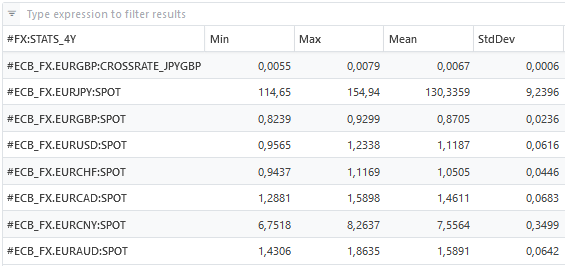 Type expression to filter results
#FX:STATS_4Y Min Max Mean StdDev
#ECB_FX.EURGBP:CROSSRATE_JPYGBP 0,0055 0,0079 0,0067 0,0006
#ECB_FX.EURJPY:SPOT 114,65 154,94 130,3359 9,2396
#ECB_FX.EURGBP:SPOT 0,8239 0,9299 0,8705 0,0236
#ECB_FX.EURUSD:SPOT 0,9565 1,2338 1,1187 0,0616
#ECB_FX.EURCHF:SPOT 0,9437 1,1169 1,0505 0,0446
#ECB_FX.EURCAD:SPOT 1,2881 1,5898 1,4611 0,0683
#ECB_FX.EURCNY:SPOT 6,7518 8,2637 7,5564 0,3499
#ECB_FX.EURAUD:SPOT 1,4306 1,8635 1,5891 0,0642